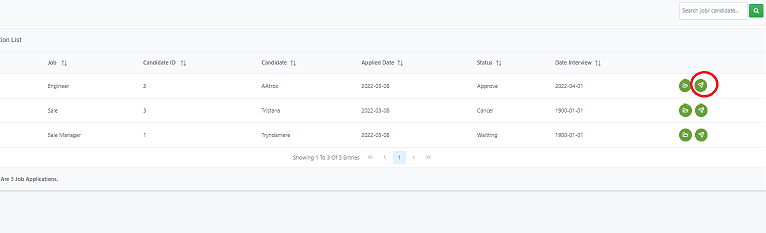 Search job/ candidate...
tion List
Job Candidate ID Candidate Applied Date Status Date Interview
Engineer 2 AAtrox 2022-03-08 Approve 2022-04-01
Sale 3 Tristana 2022-03-08 Cancel 1900-01-01
Sale Manager 1 Tryndamere 2022-03-08 Waitting 1900-01-01
Showing 1 To 3 Of 3 Entries << < 1 > >>
Are 3 Job Applications.